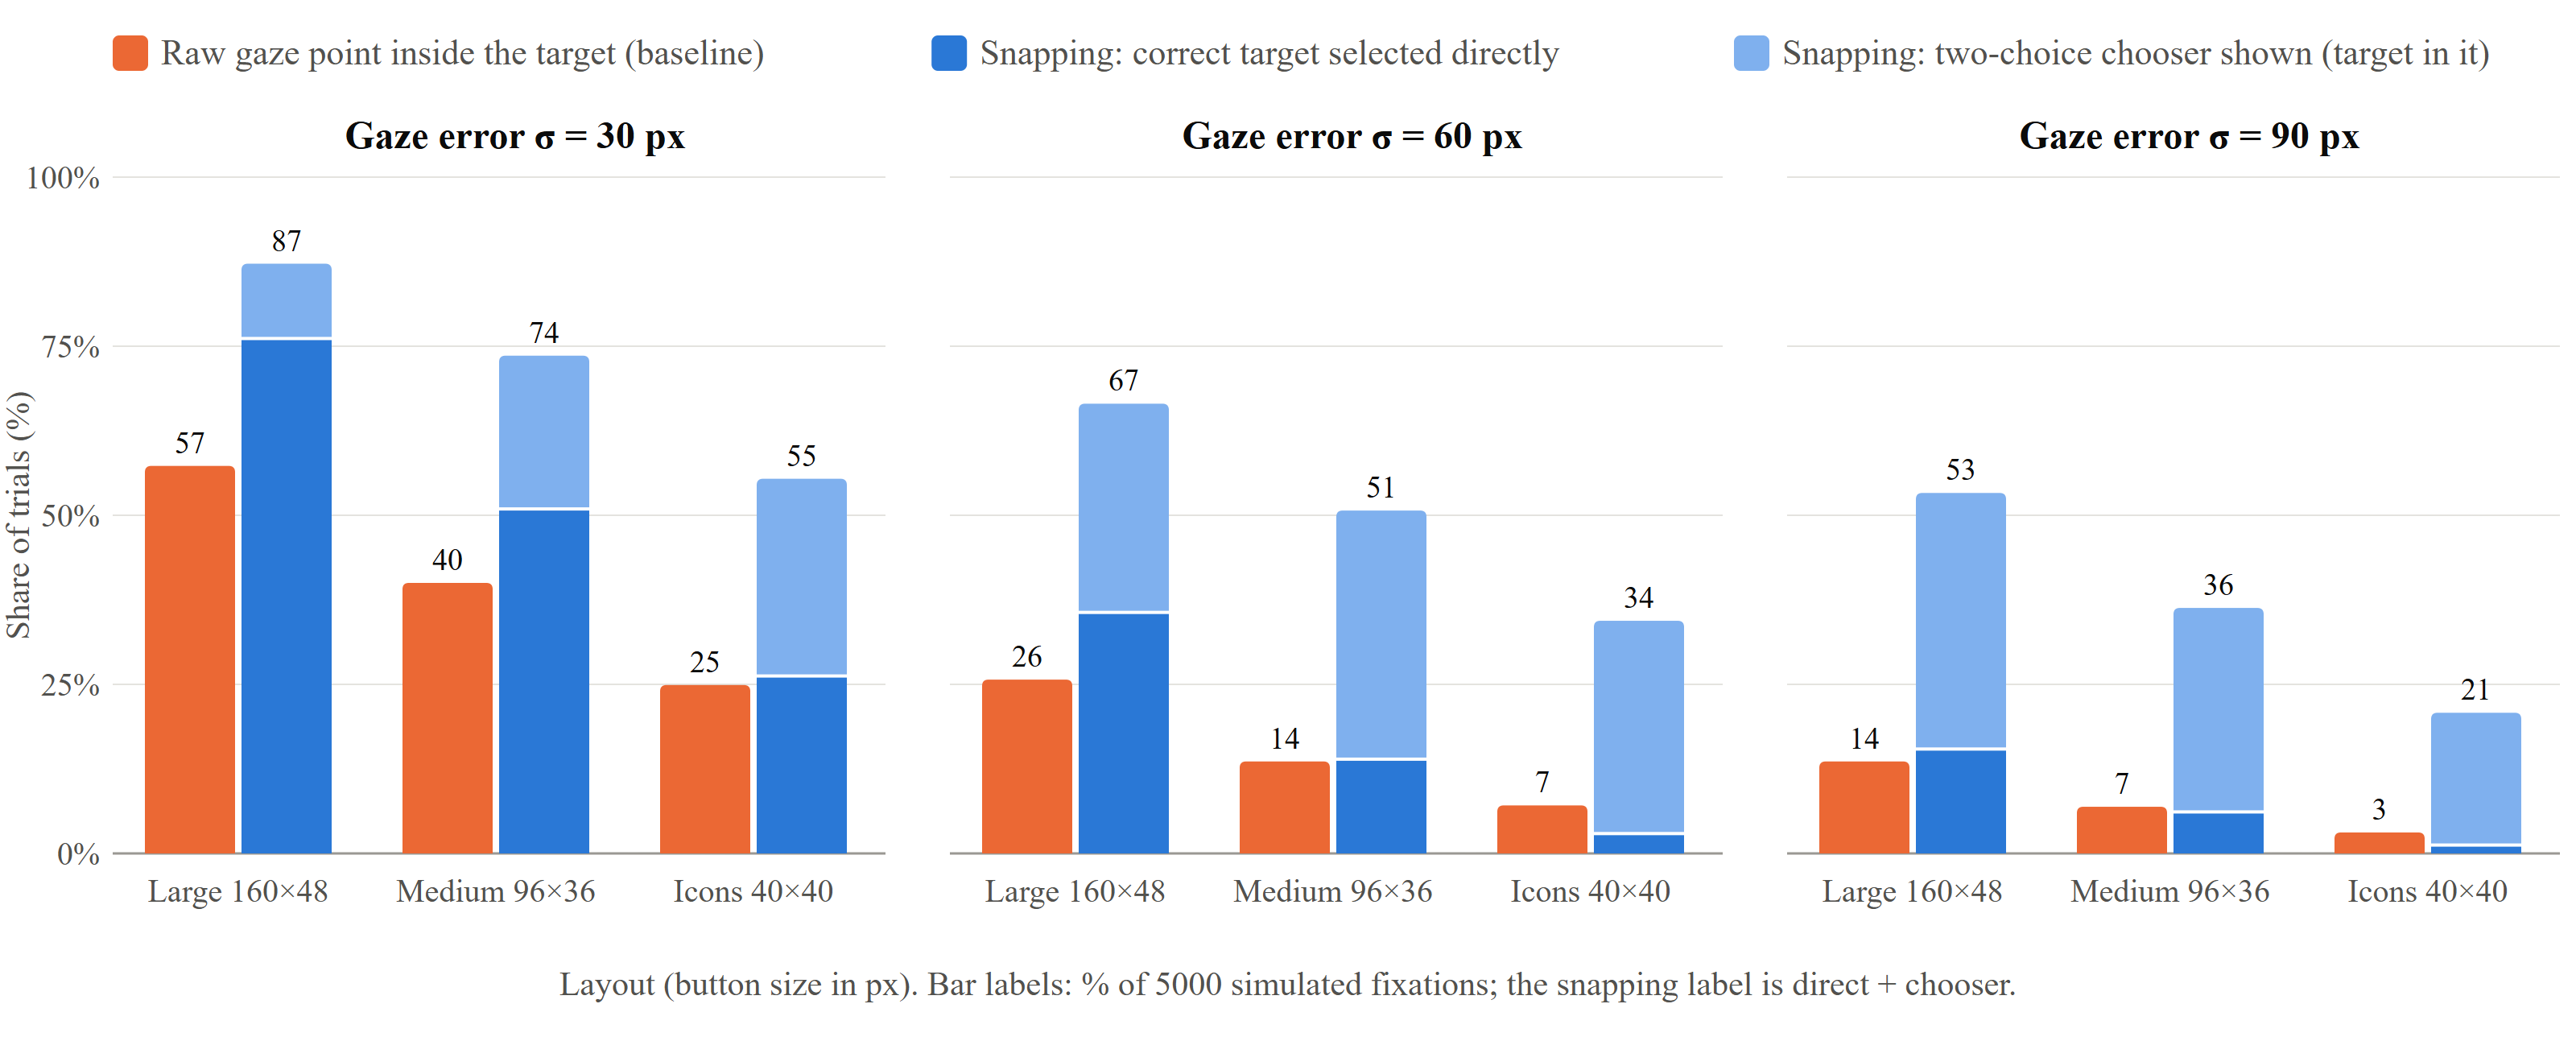 Raw gaze point inside the target (baseline)
Snapping: correct target selected directly
Snapping: two-choice chooser shown (target in it)
Gaze error σ = 30 px
Gaze error σ = 60 px
Gaze error σ = 90 px
Share of trials (%)
100%
75%
50%
25%
0%
57
87
40
74
25
55
26
67
14
51
7
34
14
53
7
36
3
21
Large 160×48
Medium 96×36
Icons 40×40
Large 160×48
Medium 96×36
Icons 40×40
Large 160×48
Medium 96×36
Icons 40×40
Layout (button size in px). Bar labels: % of 5000 simulated fixations; the snapping label is direct + chooser.